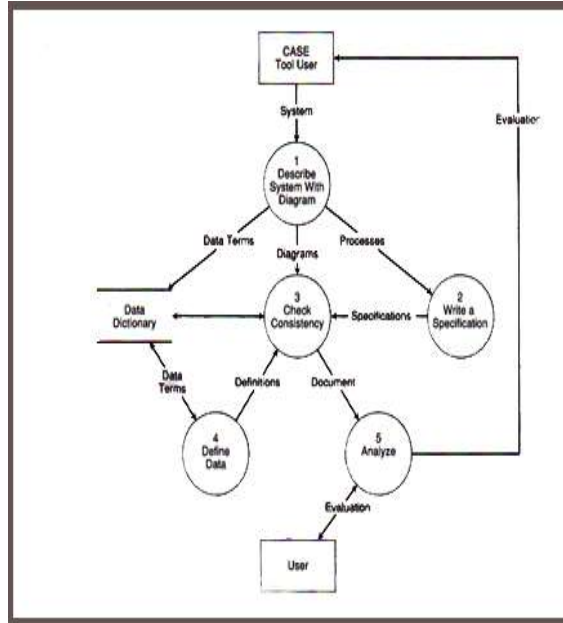 CASE
Tool User
System
Evaluation
1
Describe
System With
Diagram
Data Terms
Diagrams
Processes
Data
Dictionary
3
Check
Consistency
Specifications
2
Write a
Specification
Data
Terms
Definitions
Document
4
Define
Data
5
Analyze
Evaluation
User